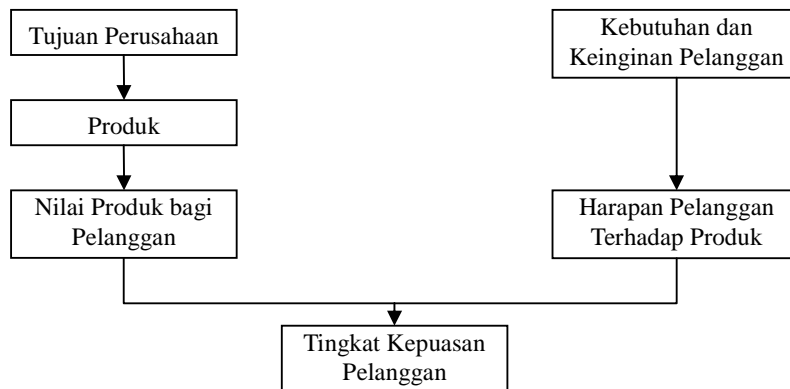 Tujuan Perusahaan
Kebutuhan dan
Keinginan Pelanggan
Produk
Nilai Produk bagi
Pelanggan
Harapan Pelanggan
Terhadap Produk
Tingkat Kepuasan
Pelanggan